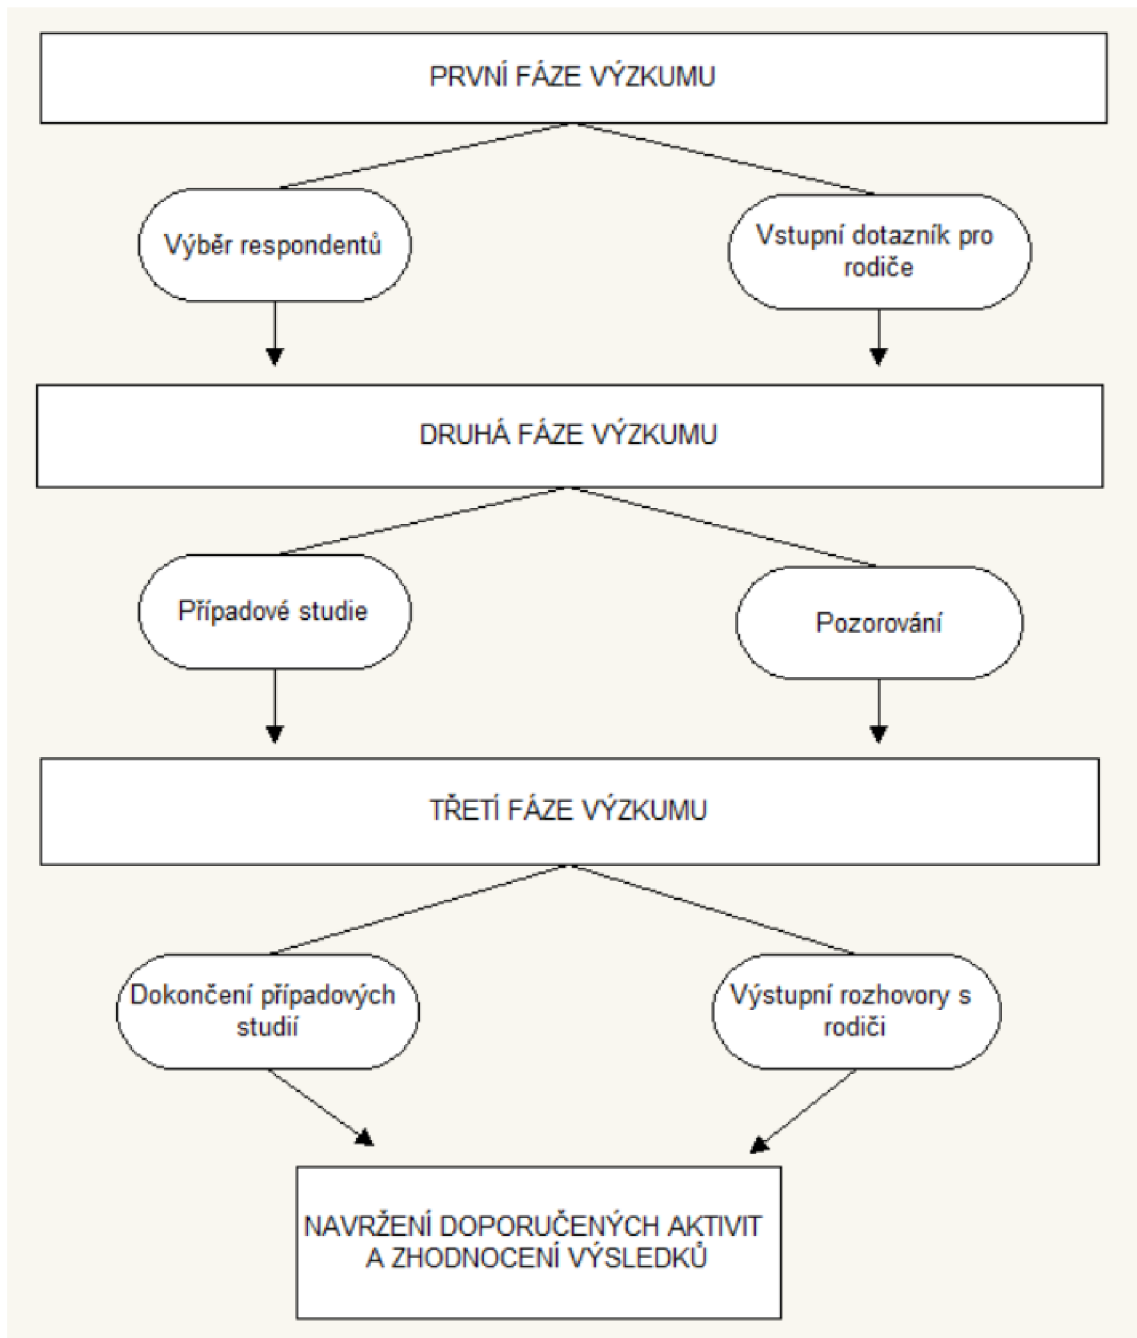 PRVNÍ FÁZE VÝZKUMU
Výběr respondentů
Vstupní dotazník pro
rodiče
DRUHÁ FÁZE VÝZKUMU
Případové studie
Pozorování
TŘETÍ FÁZE VÝZKUMU
Dokončení případových
studií
Výstupní rozhovory s
rodiči
NAVRŽENÍ DOPORUČENÝCH AKTIVIT
A ZHODNOCENÍ VÝSLEDKŮ